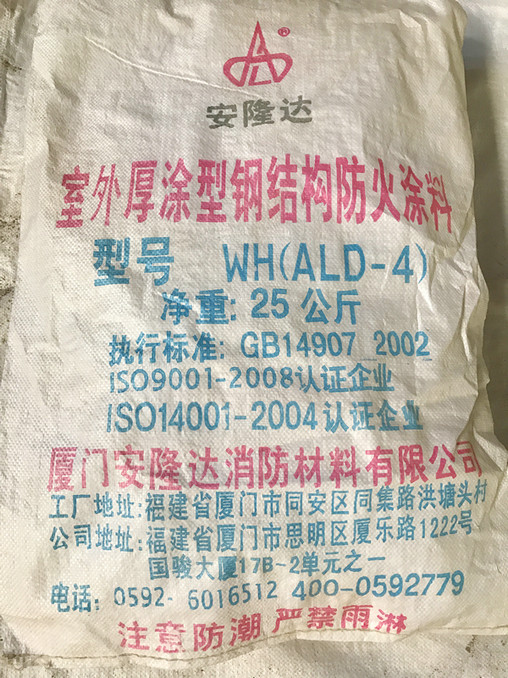 ®
安隆达
室外厚涂型钢结构防火涂料
型号 WH(ALD-4)
净重: 25 公斤
执行标准: GB14907 2002
ISO9001-2008认证企业
ISO14001-2004认证企业
厦门安隆达消防材料有限公司
工厂地址:福建省厦门市同安区同集路洪塘头村
公司地址:福建省厦门市思明区厦乐路1222号
国骏大厦17B-2单元之一
电话: 0592-6016512 400-0592779
注意防潮 严禁雨淋